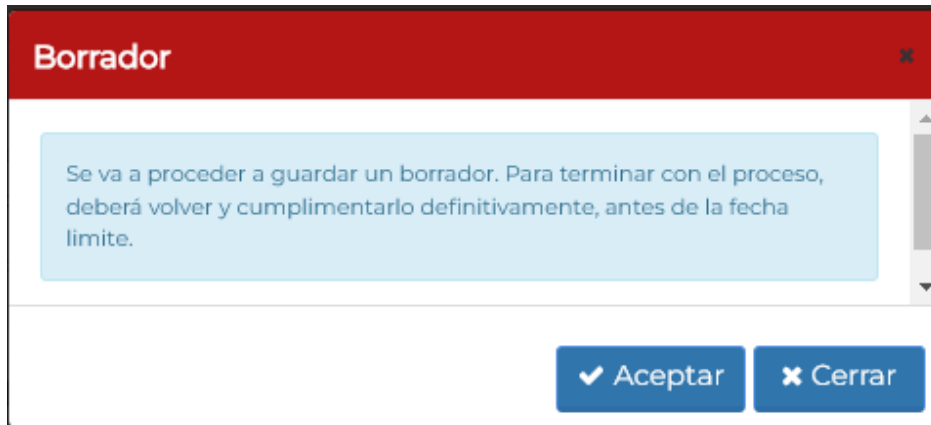 Borrador
Se va a proceder a guardar un borrador. Para terminar con el proceso,
deberá volver y cumplimentarlo definitivamente, antes de la fecha
limite.
Aceptar
Cerrar